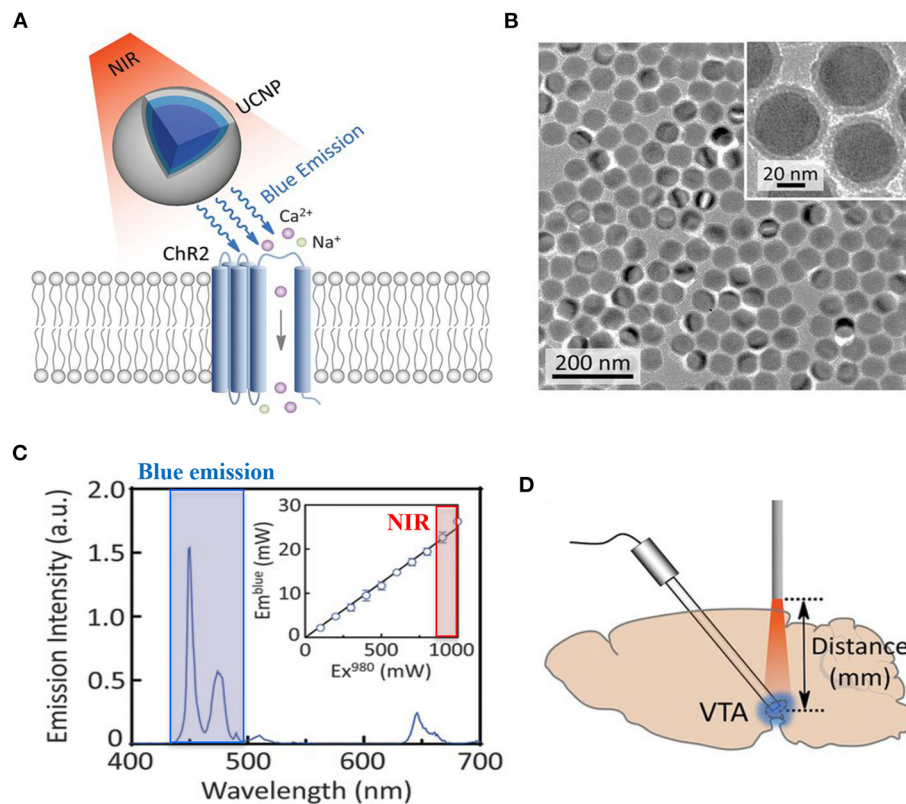 A
NIR
UCNP
Blue Emission
Ca²⁺
Na⁺
ChR2
B
20 nm
200 nm
C
Blue emission
Emission Intensity (a.u.)
2.0
1.5
1.0
0.5
0
400 500 600 700
Wavelength (nm)
NIR
Em^blue (mW)
30
20
10
0
0 500 1000
Ex⁹⁸⁰ (mW)
D
Distance
(mm)
VTA